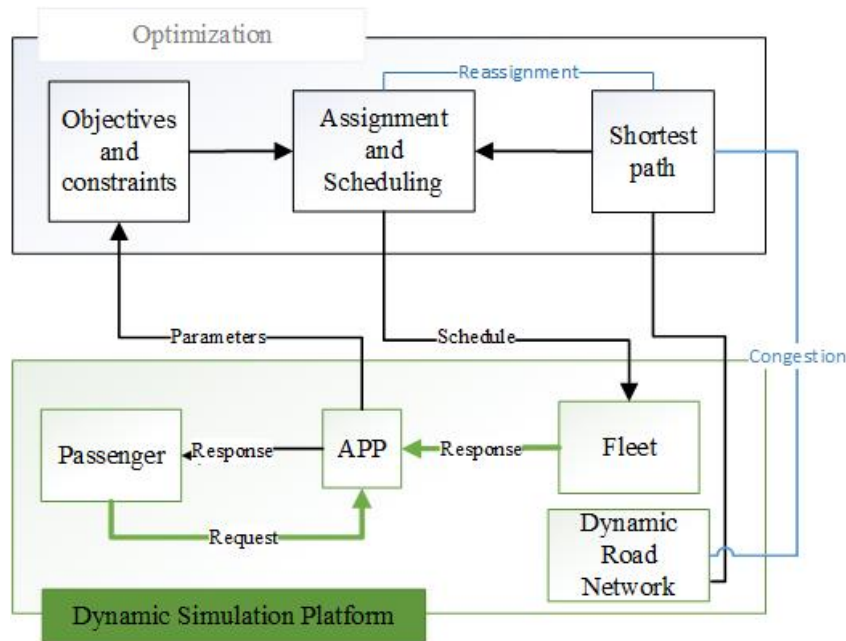 Optimization
Reassignment
Objectives
and
constraints
Assignment
and
Scheduling
Shortest
path
Parameters
Schedule
Congestion
Passenger
Response
APP
Response
Fleet
Request
Dynamic
Road
Network
Dynamic Simulation Platform